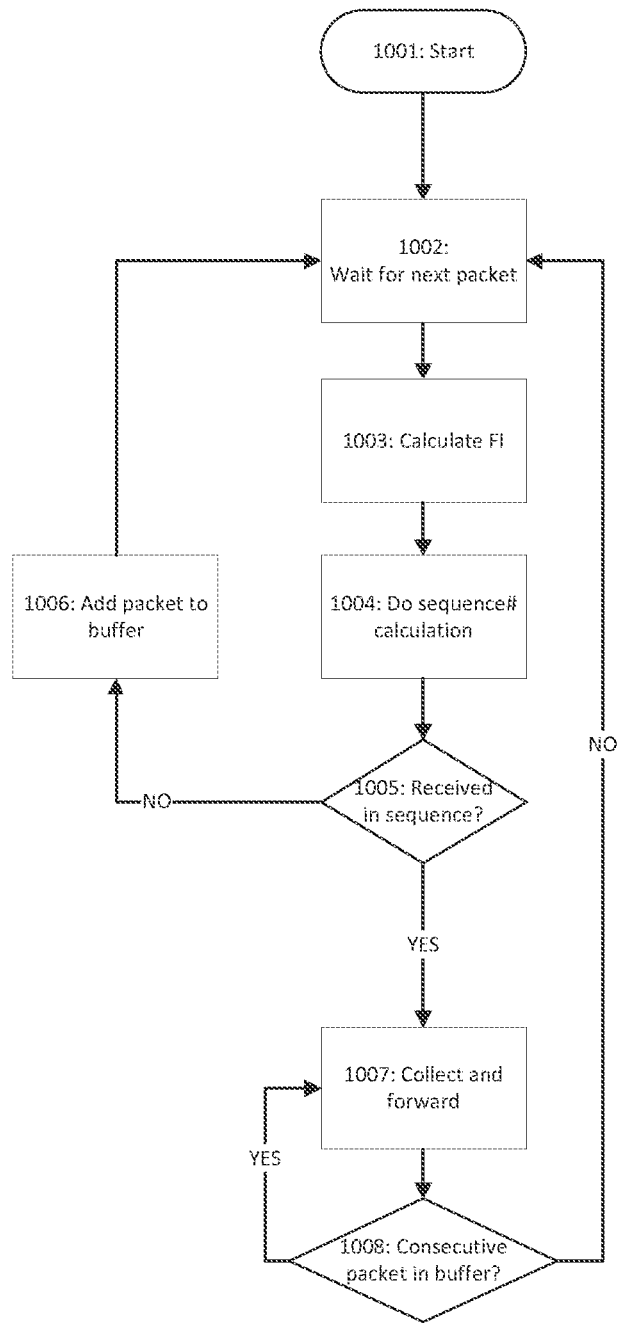 1001: Start
1002:
Wait for next packet
1003: Calculate FI
1006: Add packet to
buffer
1004: Do sequence#
calculation
NO
1005: Received
in sequence?
NO
YES
1007: Collect and
forward
YES
1008: Consecutive
packet in buffer?